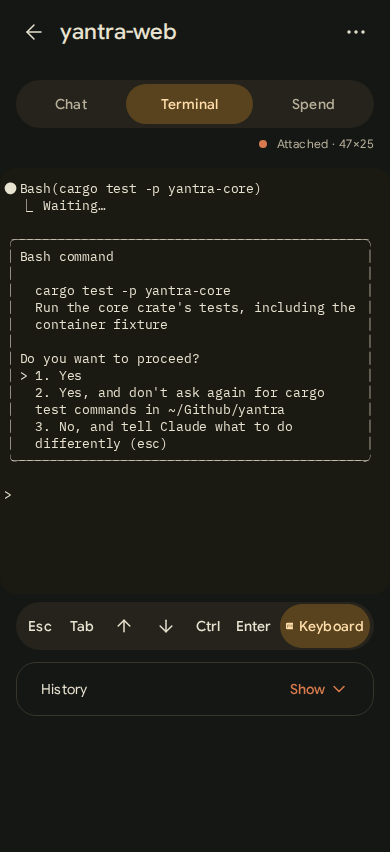 yantra-web
Chat
Terminal
Spend
Attached · 47×25
Bash(cargo test -p yantra-core)
Waiting…
Bash command
cargo test -p yantra-core
Run the core crate's tests, including the
container fixture
Do you want to proceed?
> 1. Yes
2. Yes, and don't ask again for cargo
test commands in ~/Github/yantra
3. No, and tell Claude what to do
differently (esc)
>
Esc Tab ↑ ↓ Ctrl Enter Keyboard
History
Show